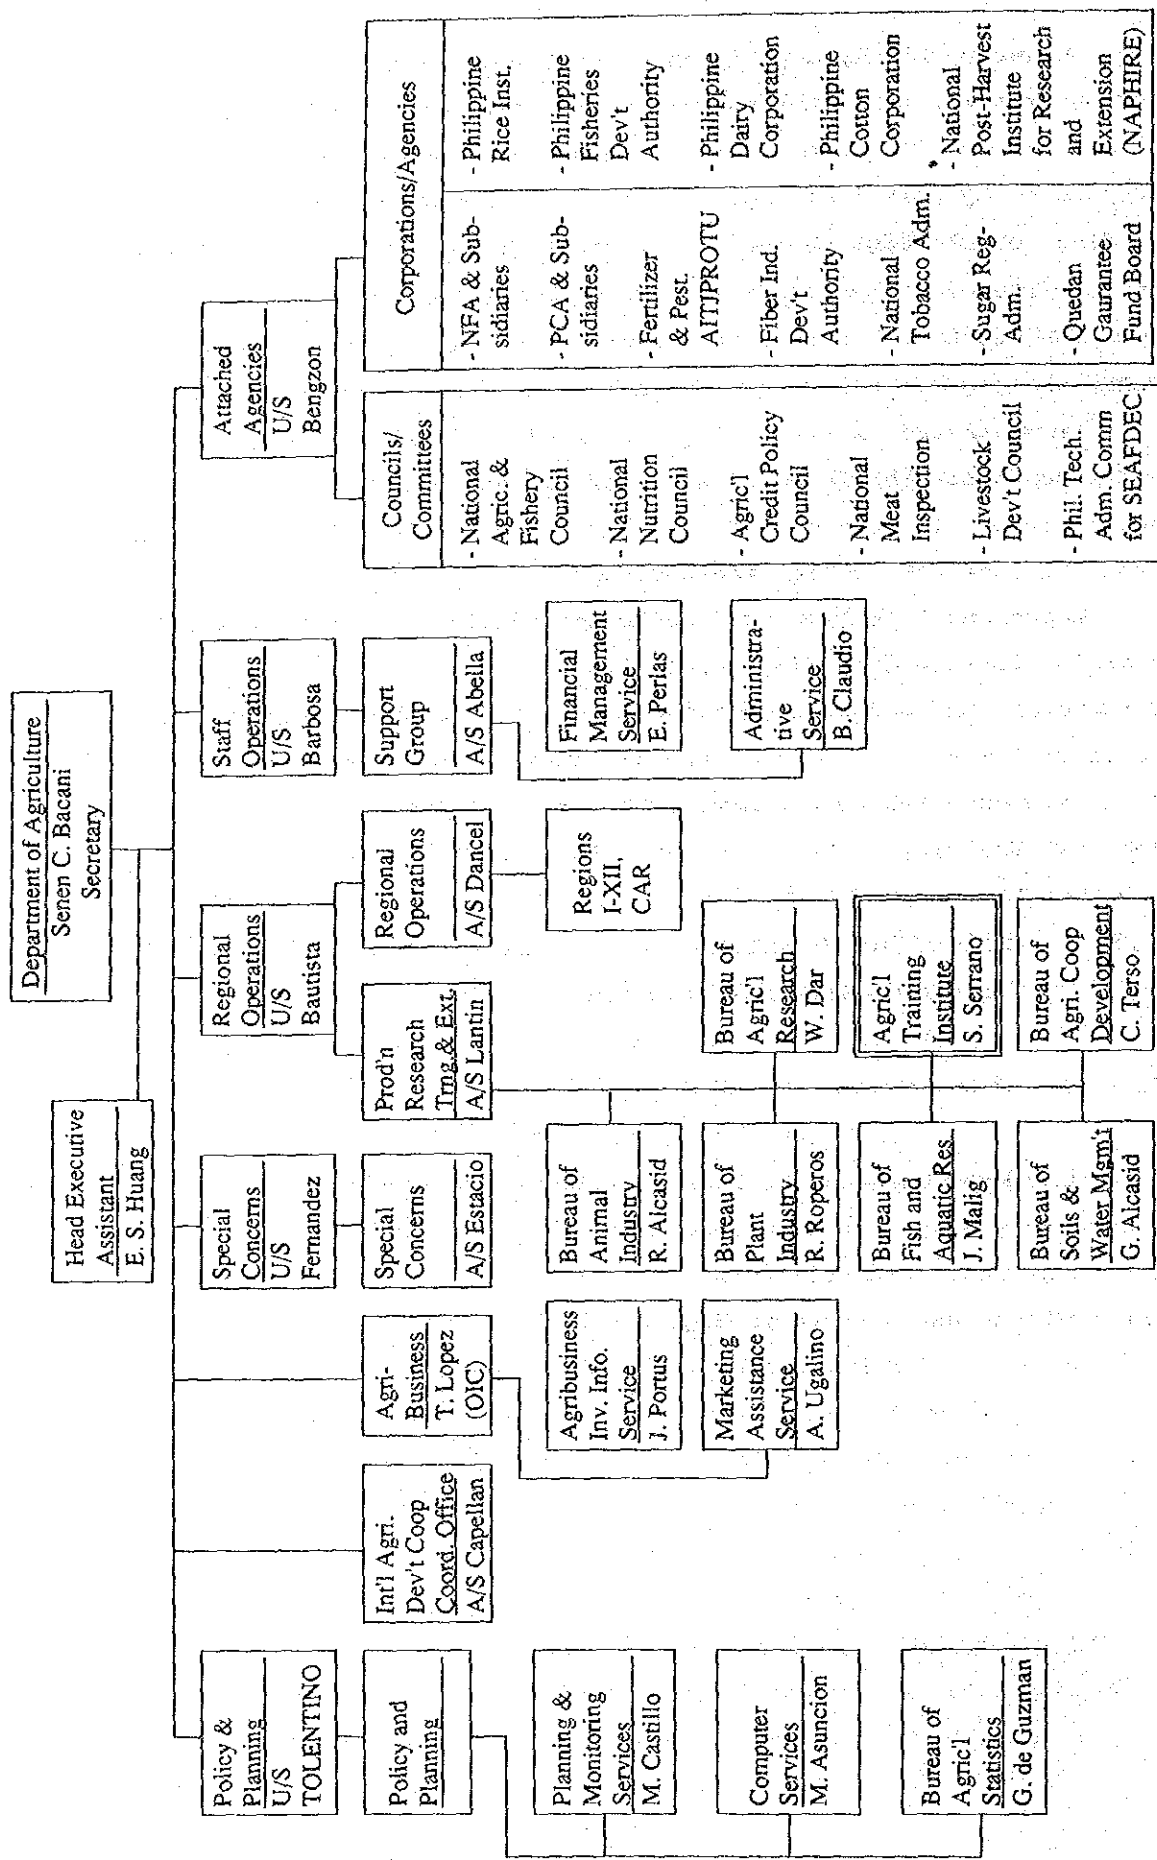 Department of Agriculture
Senen C. Bacani
Secretary
Head Executive
Assistant
E. S. Huang
Policy &
Planning
U/S
TOLENTINO
Special
Concerns
U/S
Fernandez
Regional
Operations
U/S
Bautista
Staff
Operations
U/S
Barbosa
Attached
Agencies
U/S
Bengzon
Policy and
Planning
Int'l Agri.
Dev't Coop
Coord. Office
A/S Capellan
Agri-
Business
T. Lopez
(OIC)
Special
Concerns
A/S Estacio
Prod'n
Research
Trng.& Ext.
A/S Lantin
Regional
Operations
A/S Dancel
Support
Group
A/S Abella
Planning &
Monitoring
Services
M. Castillo
Computer
Services
M. Asuncion
Bureau of
Agric'l
Statistics
G. de Guzman
Agribusiness
Inv. Info.
Service
J. Portus
Marketing
Assistance
Service
A. Ugalino
Bureau of
Animal
Industry
R. Alcasid
Bureau of
Plant
Industry
R. Roperos
Bureau of
Fish and
Aquatic Res.
J. Malig
Bureau of
Soils &
Water Mgm't
G. Alcasid
Bureau of
Agric'l
Research
W. Dar
Agric'l
Training
Institute
S. Serrano
Bureau of
Agri. Coop
Development
C. Terso
Regions
I-XII,
CAR
Financial
Management
Service
E. Perlas
Administra-
tive
Service
B. Claudio
Councils/
Committees
- National
Agric. &
Fishery
Council
- National
Nutrition
Council
- Agric'l
Credit Policy
Council
- National
Meat
Inspection
- Livestock
Dev't Council
- Phil. Tech.
Adm. Comm
for SEAFDEC
Corporations/Agencies
- NFA & Sub-
sidiaries
- PCA & Sub-
sidiaries
- Fertilizer
& Pest.
AITJPROTU
- Fiber Ind.
Dev't
Authority
- National
Tobacco Adm.
- Sugar Reg-
Adm.
- Quedan
Gaurantee
Fund Board
- Philippine
Rice Inst.
- Philippine
Fisheries
Dev't
Authority
- Philippine
Dairy
Corporation
- Philippine
Cotton
Corporation
- National
Post-Harvest
Institute
for Research
and
Extension
(NAPHIRE)